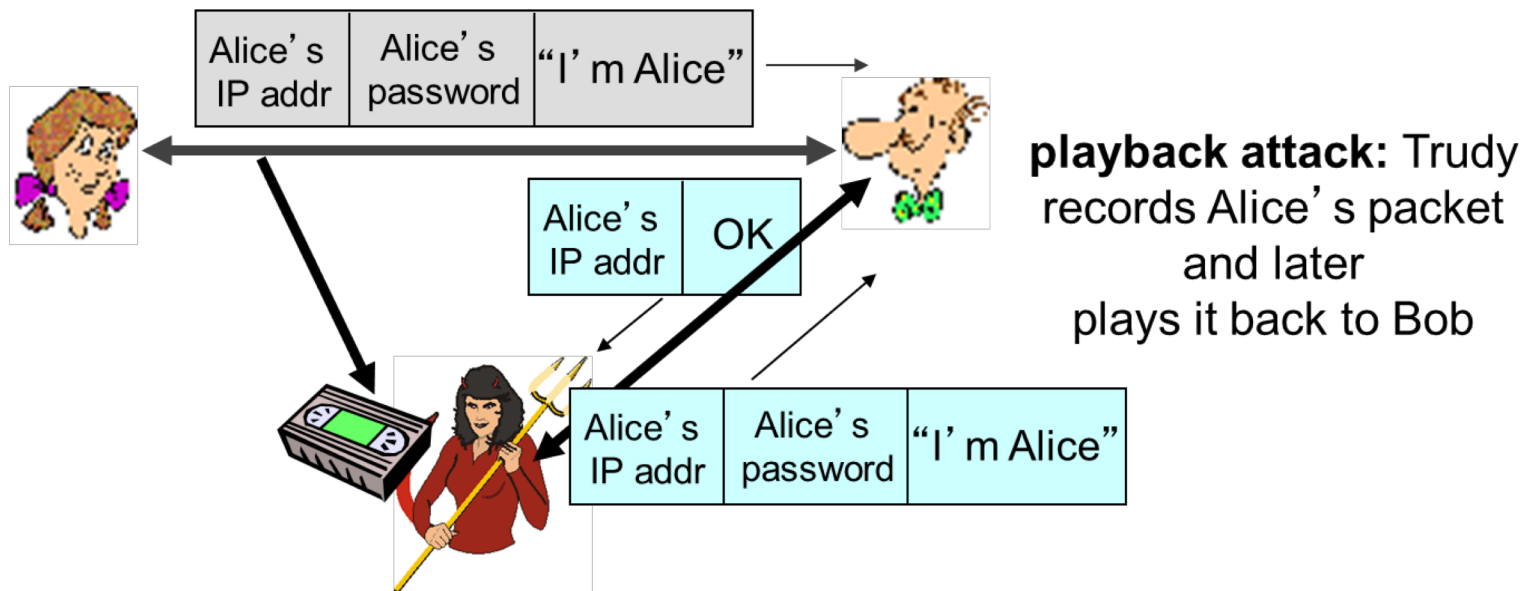 Alice’s
IP addr
Alice’s
password
“I’m Alice”
Alice’s
IP addr
OK
playback attack: Trudy
records Alice’s packet
and later
plays it back to Bob
Alice’s
IP addr
Alice’s
password
“I’m Alice”